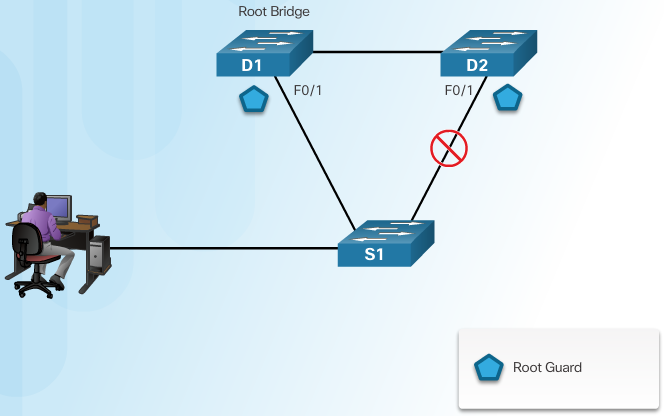 Root Bridge
D1
D2
F0/1
F0/1
S1
Root Guard